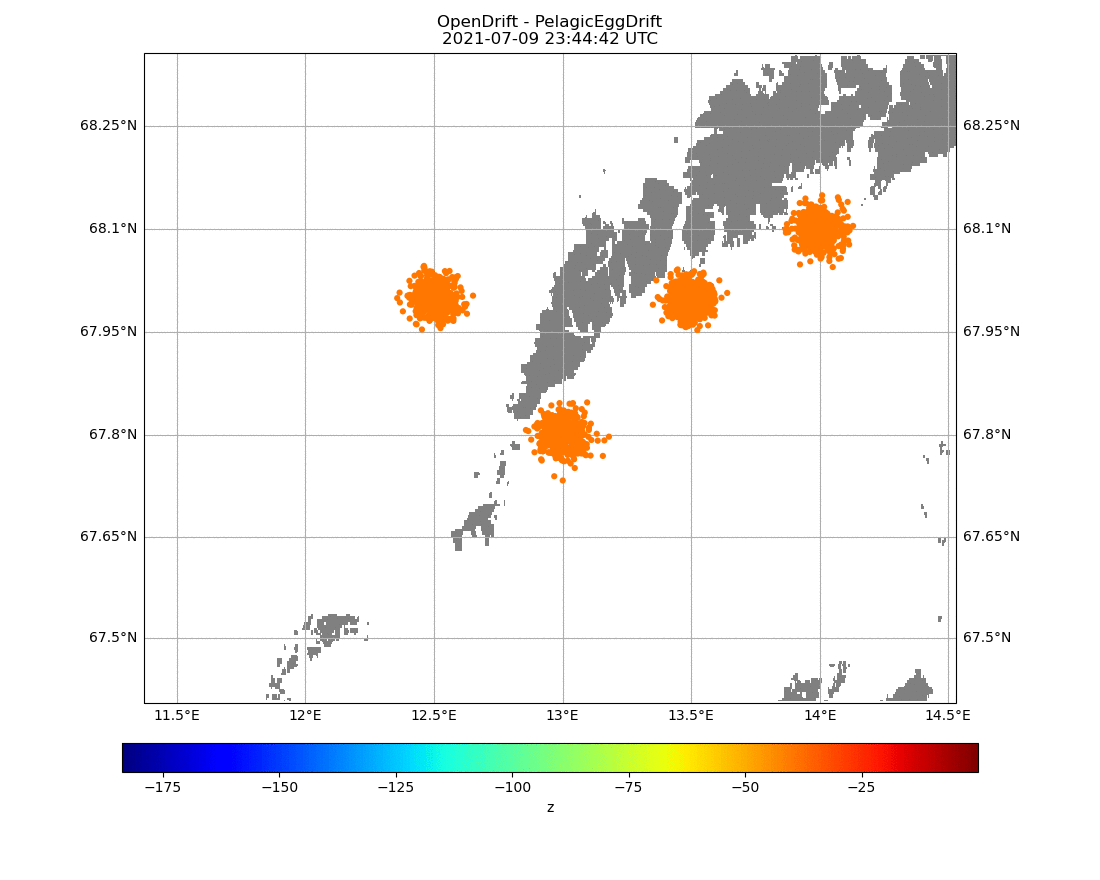 OpenDrift - PelagicEggDrift
2021-07-09 23:44:42 UTC
68.25°N 68.25°N
68.1°N 68.1°N
67.95°N 67.95°N
67.8°N 67.8°N
67.65°N 67.65°N
67.5°N 67.5°N
11.5°E 12°E 12.5°E 13°E 13.5°E 14°E 14.5°E
−175 −150 −125 −100 −75 −50 −25
z